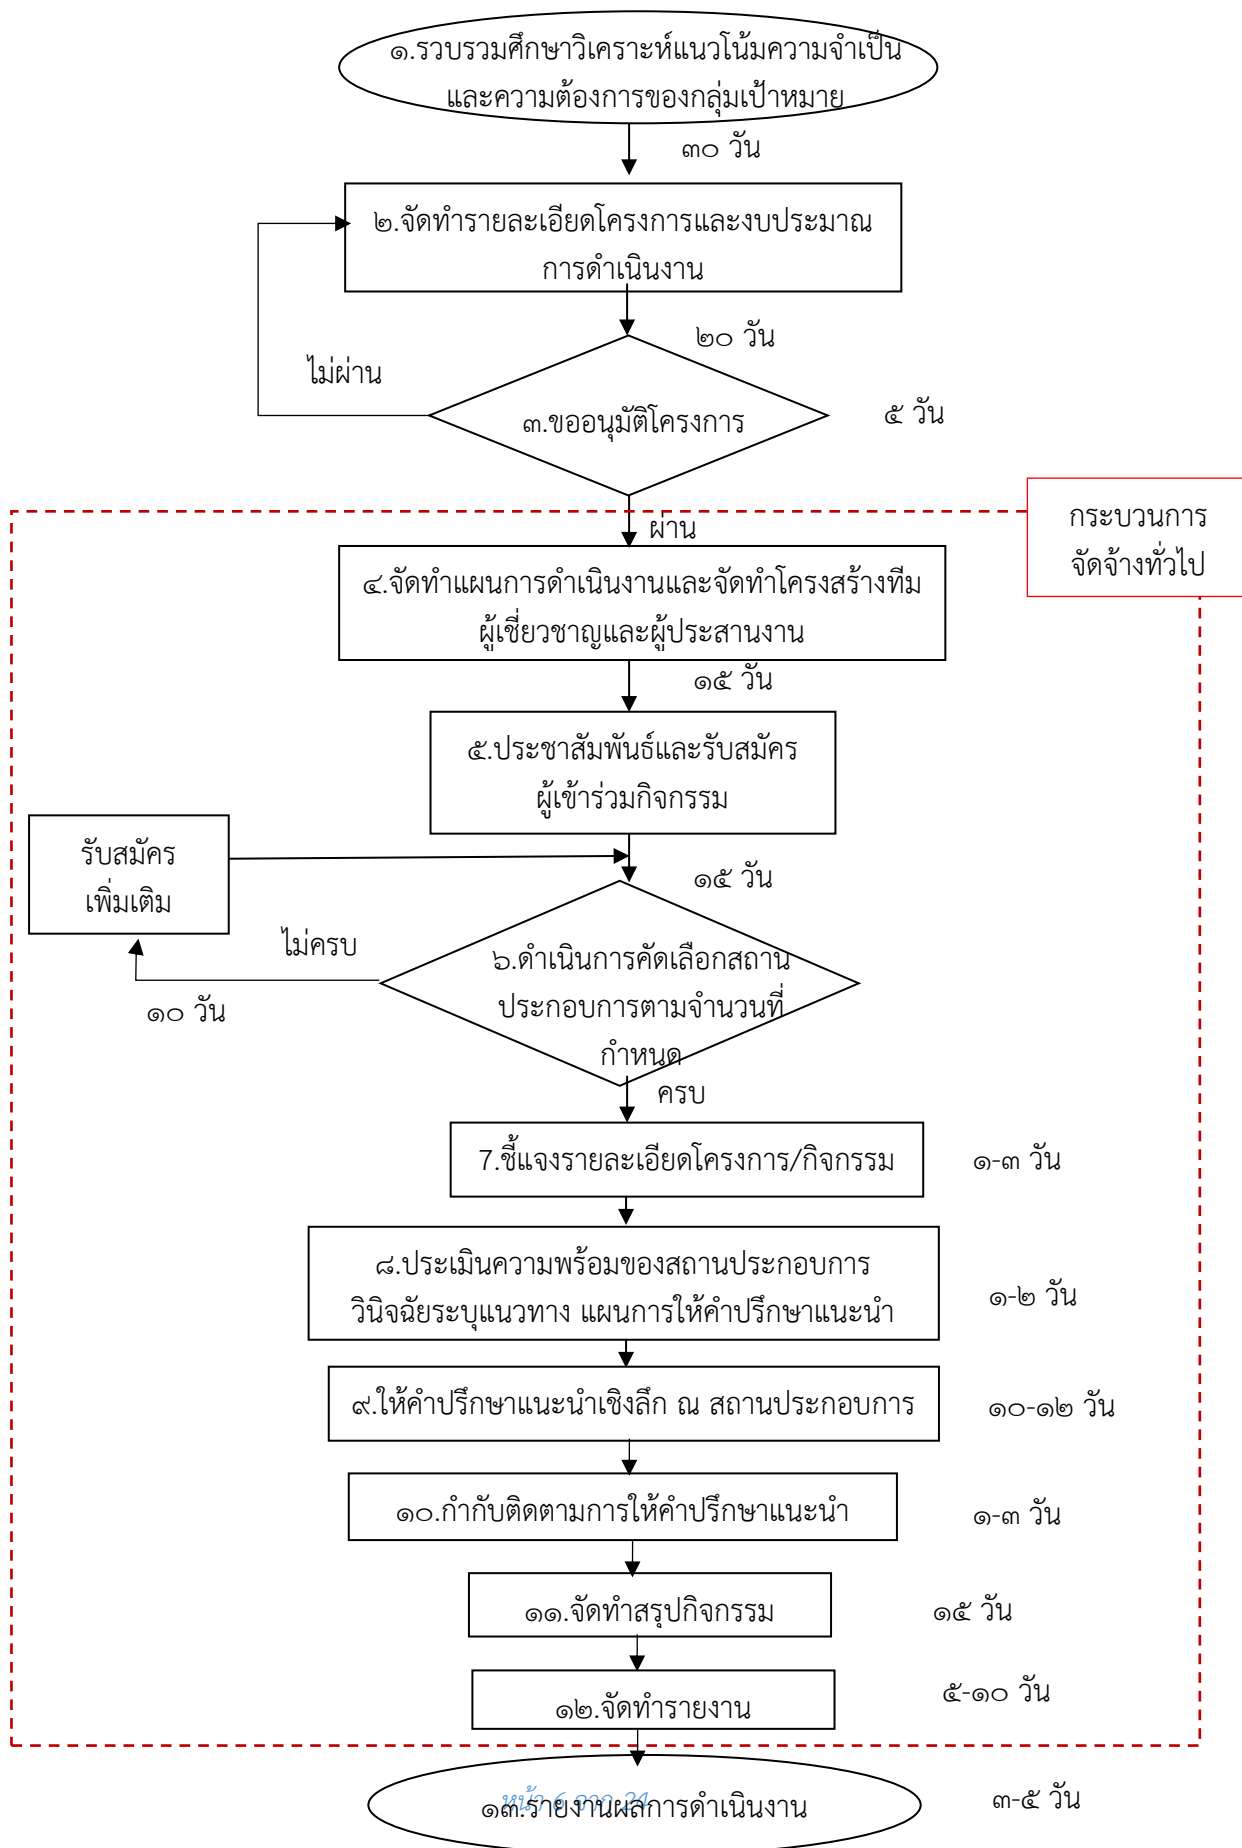 ๑.รวบรวมศึกษาวิเคราะห์แนวโน้มความจำเป็น
และความต้องการของกลุ่มเป้าหมาย
๓๐ วัน
๒.จัดทำรายละเอียดโครงการและงบประมาณ
การดำเนินงาน
๒๐ วัน
ไม่ผ่าน
๓.ขออนุมัติโครงการ
๕ วัน
กระบวนการ
จัดจ้างทั่วไป
ผ่าน
๔.จัดทำแผนการดำเนินงานและจัดทำโครงสร้างทีม
ผู้เชี่ยวชาญและผู้ประสานงาน
๑๕ วัน
๕.ประชาสัมพันธ์และรับสมัคร
ผู้เข้าร่วมกิจกรรม
รับสมัคร
เพิ่มเติม
๑๕ วัน
ไม่ครบ
๑๐ วัน
๖.ดำเนินการคัดเลือกสถาน
ประกอบการตามจำนวนที่
กำหนด
ครบ
7.ชี้แจงรายละเอียดโครงการ/กิจกรรม
๑-๓ วัน
๘.ประเมินความพร้อมของสถานประกอบการ
วินิจฉัยระบุแนวทาง แผนการให้คำปรึกษาแนะนำ
๑-๒ วัน
๙.ให้คำปรึกษาแนะนำเชิงลึก ณ สถานประกอบการ
๑๐-๑๒ วัน
๑๐.กำกับติดตามการให้คำปรึกษาแนะนำ
๑-๓ วัน
๑๑.จัดทำสรุปกิจกรรม
๑๕ วัน
๑๒.จัดทำรายงาน
๕-๑๐ วัน
๑๓.รายงานผลการดำเนินงาน
๓-๕ วัน
หน้า 6 จาก 24